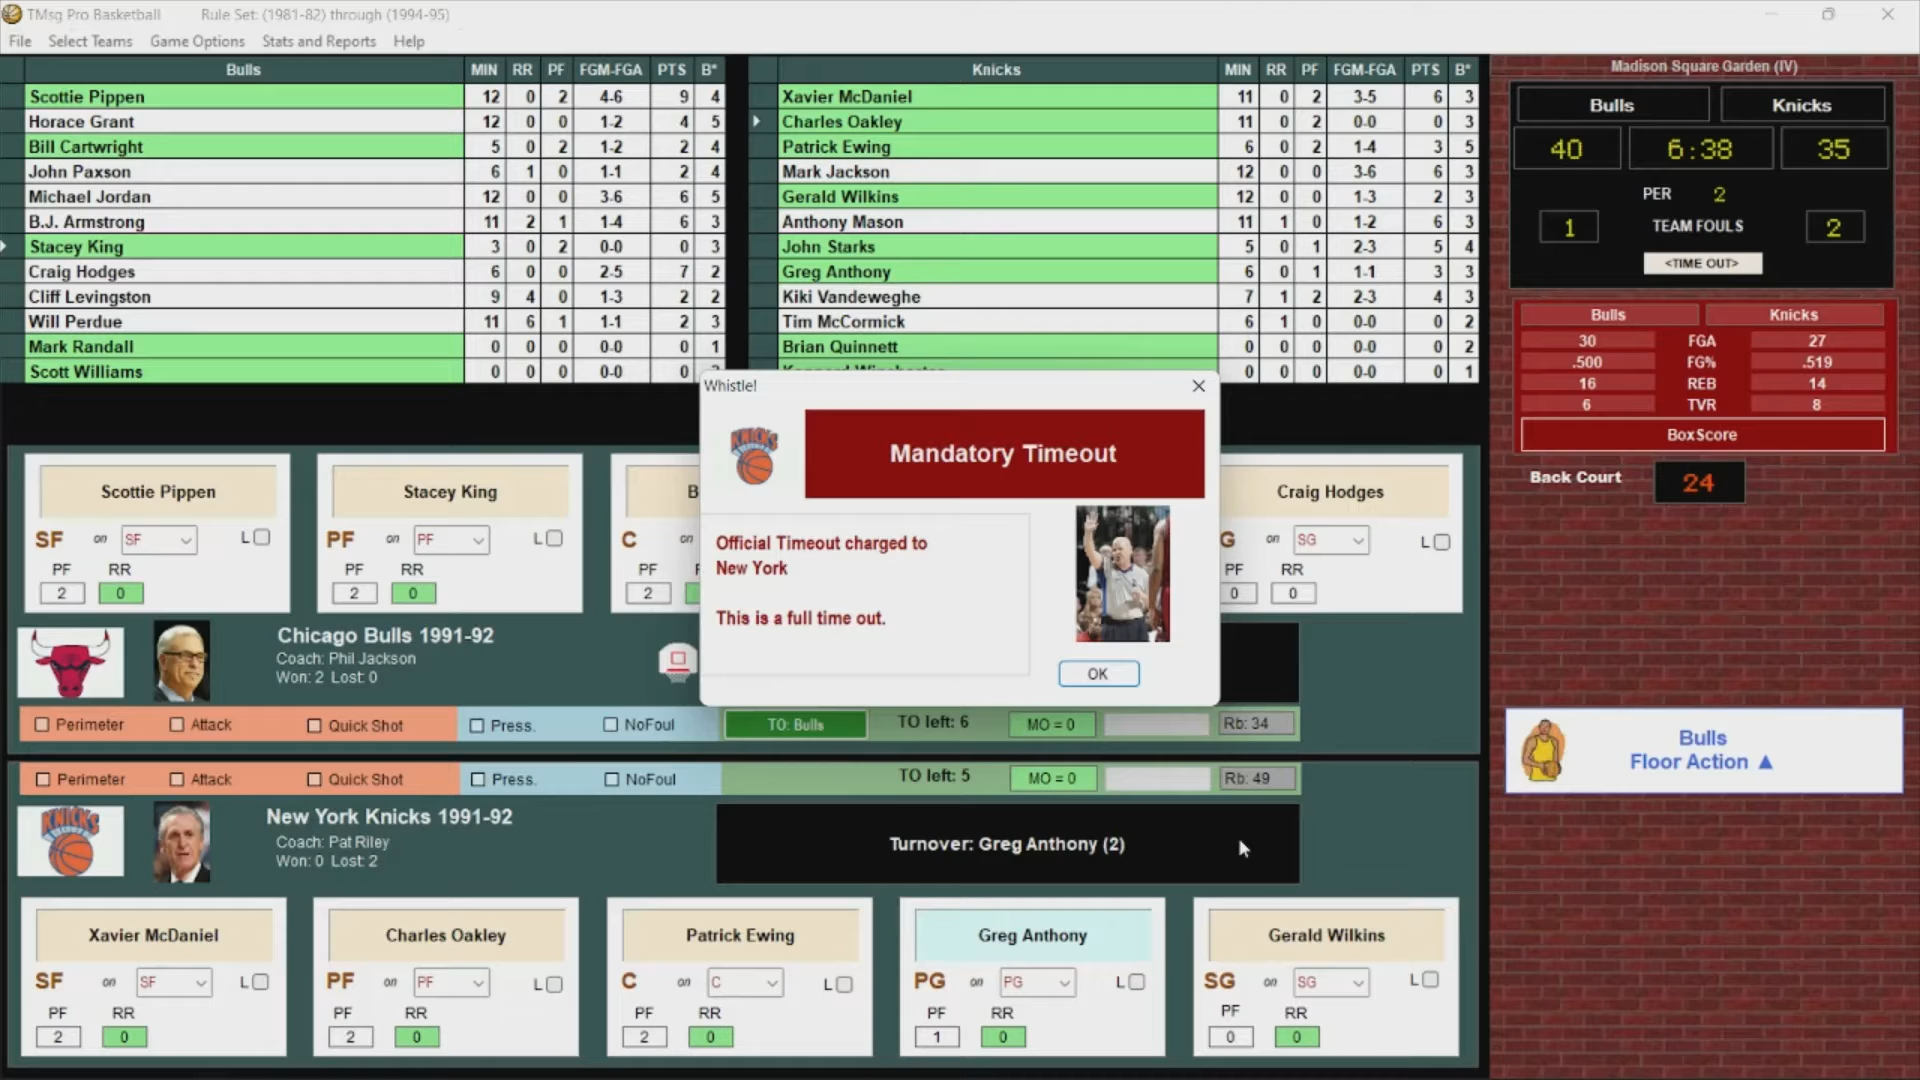 TMsg Pro Basketball Rule Set: (1981-82) through (1994-95)
File Select Teams Game Options Stats and Reports Help
Bulls MIN RR PF FGM-FGA PTS B*
Scottie Pippen 12 0 2 4-6 9 4
Horace Grant 12 0 0 1-2 4 5
Bill Cartwright 5 0 2 1-2 2 4
John Paxson 6 1 0 1-1 2 4
Michael Jordan 12 0 0 3-6 6 5
B.J. Armstrong 11 2 1 1-4 6 3
Stacey King 3 0 2 0-0 0 3
Craig Hodges 6 0 0 2-5 7 2
Cliff Levingston 9 4 0 1-3 2 2
Will Perdue 11 6 1 1-1 2 3
Mark Randall 0 0 0 0-0 0 1
Scott Williams 0 0 0 0-0 0
Knicks MIN RR PF FGM-FGA PTS B*
Xavier McDaniel 11 0 2 3-5 6 3
Charles Oakley 11 0 2 0-0 0 3
Patrick Ewing 6 0 2 1-4 3 5
Mark Jackson 12 0 0 3-6 6 3
Gerald Wilkins 12 0 0 1-3 2 3
Anthony Mason 11 1 0 1-2 6 3
John Starks 5 0 1 2-3 5 4
Greg Anthony 6 0 1 1-1 3 3
Kiki Vandeweghe 7 1 2 2-3 4 3
Tim McCormick 6 1 0 0-0 0 2
Brian Quinnett 0 0 0 0-0 0 2
0 0 0 0-0 0 1
Madison Square Garden (IV)
Bulls Knicks
40 6:38 35
PER 2
1 TEAM FOULS 2
<TIME OUT>
Bulls Knicks
30 FGA 27
.500 FG% .519
16 REB 14
6 TVR 8
BoxScore
Back Court 24
Bulls
Floor Action ▲
Whistle!
KNICKS
Mandatory Timeout
Official Timeout charged to
New York
This is a full time out.
OK
Scottie Pippen
SF on SF L
PF RR
2 0
Stacey King
PF on PF L
PF RR
2 0
B
C on
PF
2
Craig Hodges
G on SG L
PF RR
0 0
Chicago Bulls 1991-92
Coach: Phil Jackson
Won: 2 Lost: 0
Perimeter Attack Quick Shot Press. NoFoul TO: Bulls TO left: 6 MO = 0 Rb: 34
Perimeter Attack Quick Shot Press. NoFoul TO left: 5 MO = 0 Rb: 49
KNICKS
New York Knicks 1991-92
Coach: Pat Riley
Won: 0 Lost: 2
Turnover: Greg Anthony (2)
Xavier McDaniel
SF on SF L
PF RR
2 0
Charles Oakley
PF on PF L
PF RR
2 0
Patrick Ewing
C on C L
PF RR
2 0
Greg Anthony
PG on PG L
PF RR
1 0
Gerald Wilkins
SG on SG L
PF RR
0 0